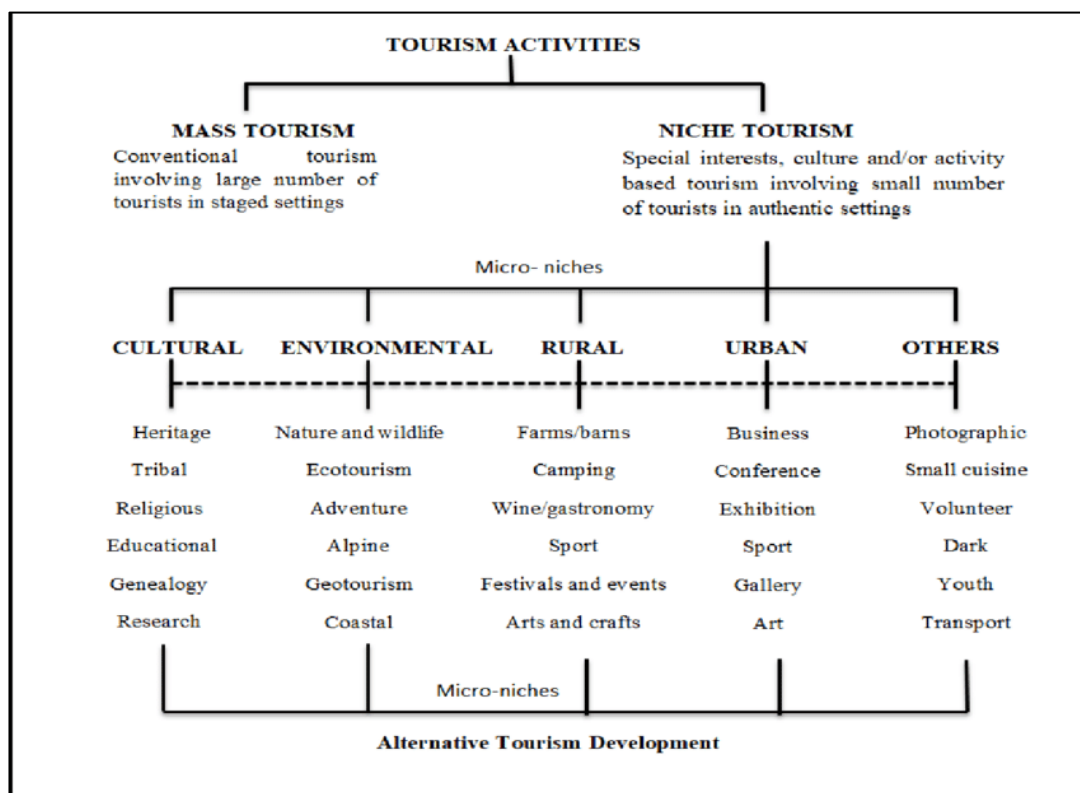 TOURISM ACTIVITIES
MASS TOURISM
Conventional tourism
involving large number of
tourists in staged settings
NICHE TOURISM
Special interests, culture and/or activity
based tourism involving small number
of tourists in authentic settings
Micro- niches
CULTURAL ENVIRONMENTAL RURAL URBAN OTHERS
Heritage Nature and wildlife Farms/barns Business Photographic
Tribal Ecotourism Camping Conference Small cuisine
Religious Adventure Wine/gastronomy Exhibition Volunteer
Educational Alpine Sport Sport Dark
Genealogy Geotourism Festivals and events Gallery Youth
Research Coastal Arts and crafts Art Transport
Micro-niches
Alternative Tourism Development